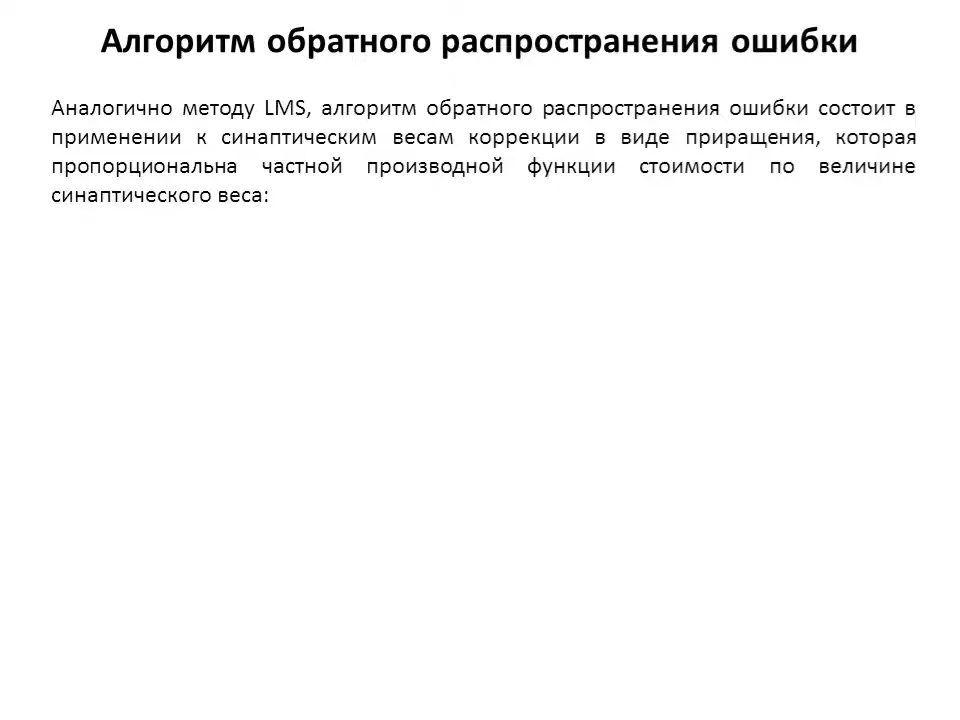 Алгоритм обратного распространения ошибки
Аналогично методу LMS, алгоритм обратного распространения ошибки состоит в
применении к синаптическим весам коррекции в виде приращения, которая
пропорциональна частной производной функции стоимости по величине
синаптического веса: